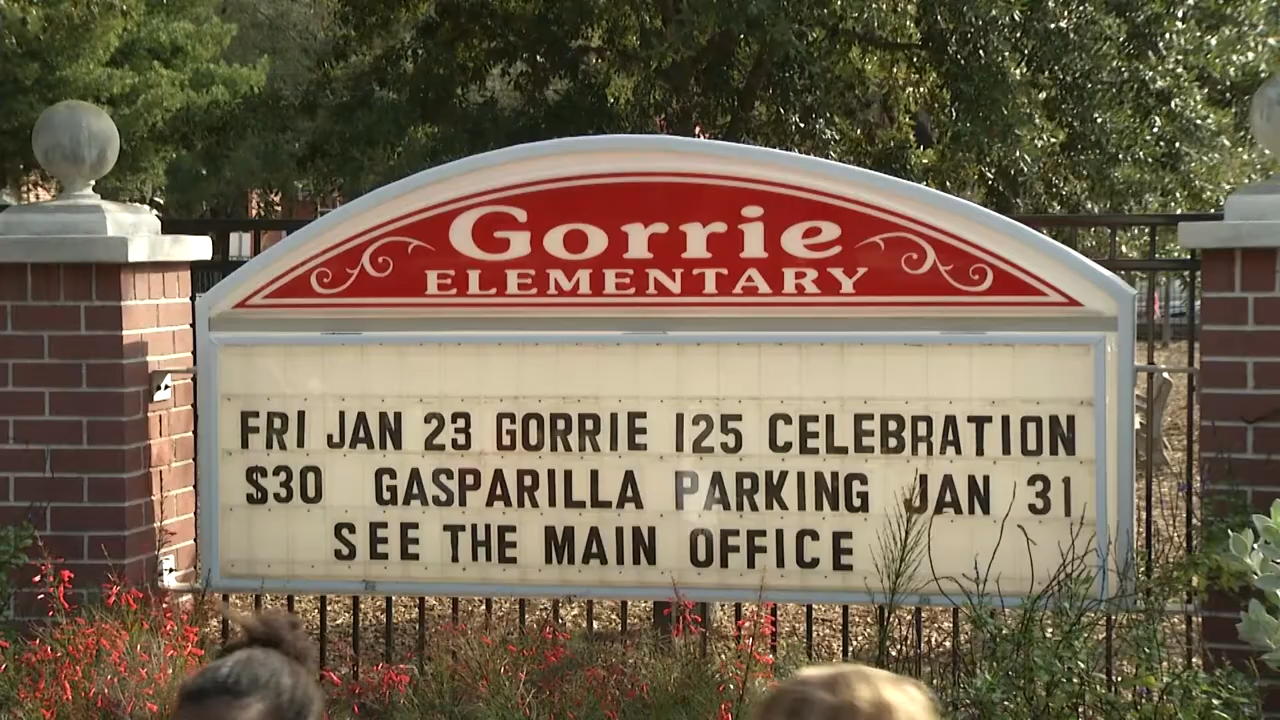 Gorrie
ELEMENTARY
FRI JAN 23 GORRIE 125 CELEBRATION
$30 GASPARILLA PARKING JAN 31
SEE THE MAIN OFFICE